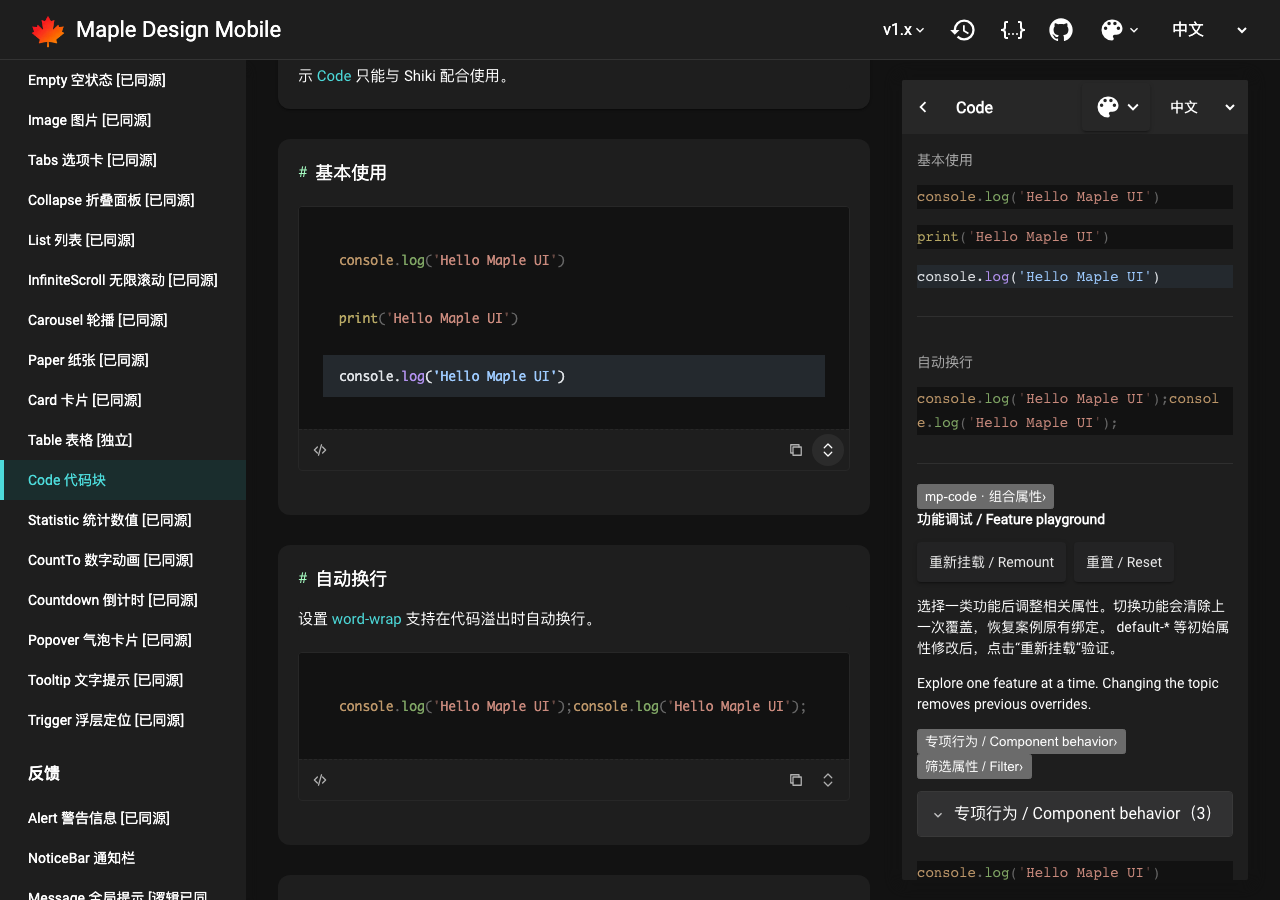 Maple Design Mobile
v1.x
中文
Empty 空状态 [已同源]
Image 图片 [已同源]
Tabs 选项卡 [已同源]
Collapse 折叠面板 [已同源]
List 列表 [已同源]
InfiniteScroll 无限滚动 [已同源]
Carousel 轮播 [已同源]
Paper 纸张 [已同源]
Card 卡片 [已同源]
Table 表格 [独立]
Code 代码块
Statistic 统计数值 [已同源]
CountTo 数字动画 [已同源]
Countdown 倒计时 [已同源]
Popover 气泡卡片 [已同源]
Tooltip 文字提示 [已同源]
Trigger 浮层定位 [已同源]
反馈
Alert 警告信息 [已同源]
NoticeBar 通知栏
Message 全局提示 [逻辑已同
示 Code 只能与 Shiki 配合使用。
# 基本使用
console.log('Hello Maple UI')
print('Hello Maple UI')
console.log('Hello Maple UI')
# 自动换行
设置 word-wrap 支持在代码溢出时自动换行。
console.log('Hello Maple UI');console.log('Hello Maple UI');
Code
中文
基本使用
console.log('Hello Maple UI')
print('Hello Maple UI')
console.log('Hello Maple UI')
自动换行
console.log('Hello Maple UI');consol
e.log('Hello Maple UI');
mp-code · 组合属性›
功能调试 / Feature playground
重新挂载 / Remount
重置 / Reset
选择一类功能后调整相关属性。切换功能会清除上
一次覆盖，恢复案例原有绑定。 default-* 等初始属
性修改后，点击“重新挂载”验证。
Explore one feature at a time. Changing the topic
removes previous overrides.
专项行为 / Component behavior›
筛选属性 / Filter›
专项行为 / Component behavior（3）
console.log('Hello Maple UI')